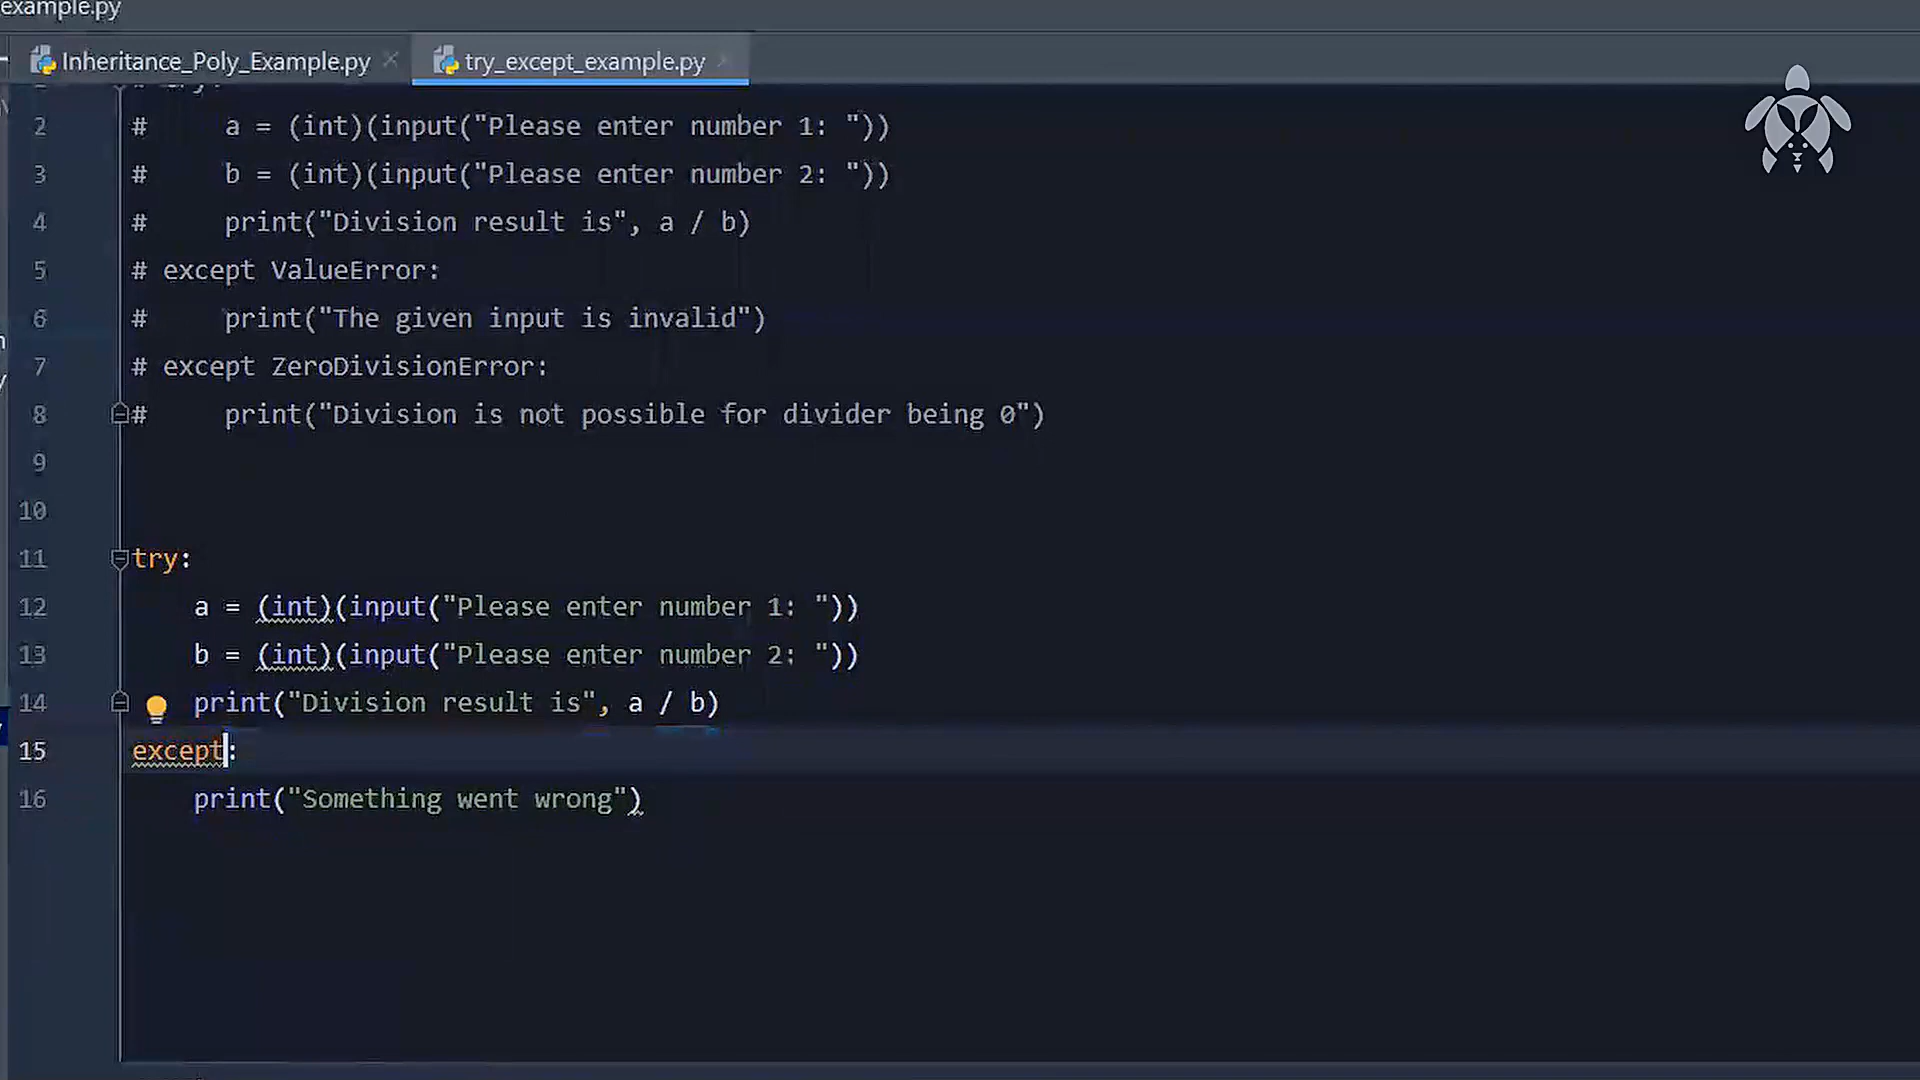 example.py
Inheritance_Poly_Example.py
try_except_example.py
2 #     a = (int)(input("Please enter number 1: "))
3 #     b = (int)(input("Please enter number 2: "))
4 #     print("Division result is", a / b)
5 # except ValueError:
6 #     print("The given input is invalid")
7 # except ZeroDivisionError:
8 #     print("Division is not possible for divider being 0")
9
10
11 try:
12     a = (int)(input("Please enter number 1: "))
13     b = (int)(input("Please enter number 2: "))
14     print("Division result is", a / b)
15 except:
16     print("Something went wrong")